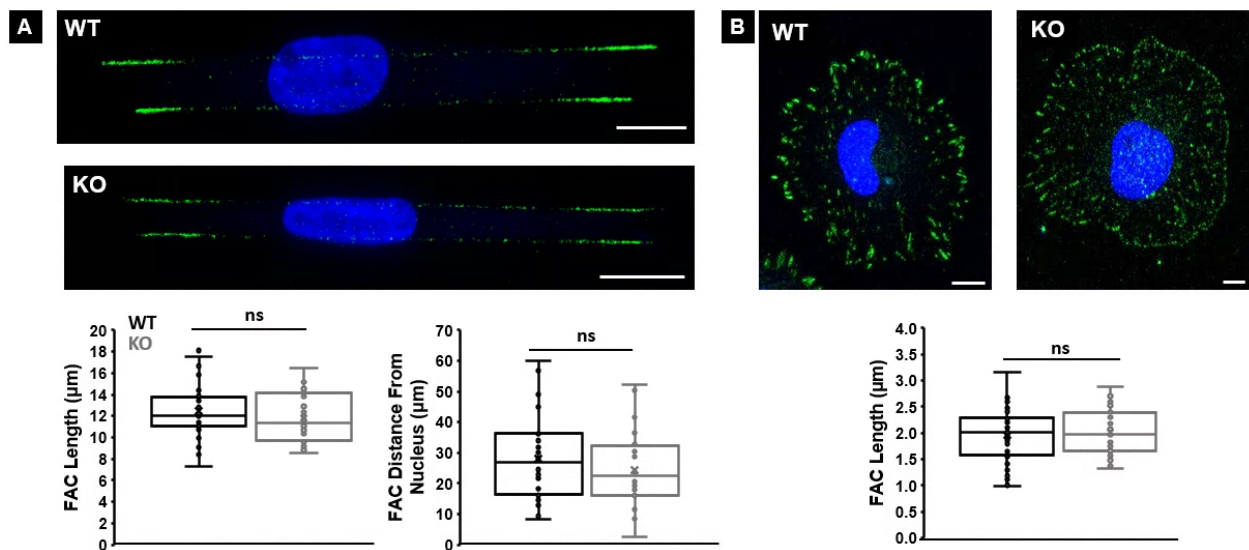 A
WT
KO
B
WT
KO
WT
KO
ns
FAC Length (µm)
20
18
16
14
12
10
8
6
4
2
0
ns
FAC Distance From
Nucleus (µm)
70
60
50
40
30
20
10
0
ns
FAC Length (µm)
4.0
3.5
3.0
2.5
2.0
1.5
1.0
0.5
0.0